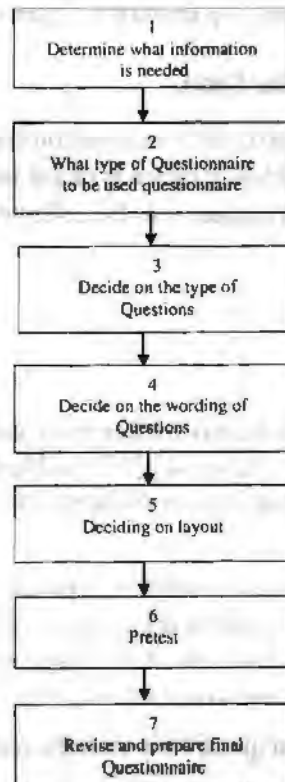 1
Determine what information
is needed
2
What type of Questionnaire
to be used questionnaire
3
Decide on the type of
Questions
4
Decide on the wording of
Questions
5
Deciding on layout
6
Pretest
7
Revise and prepare final
Questionnaire